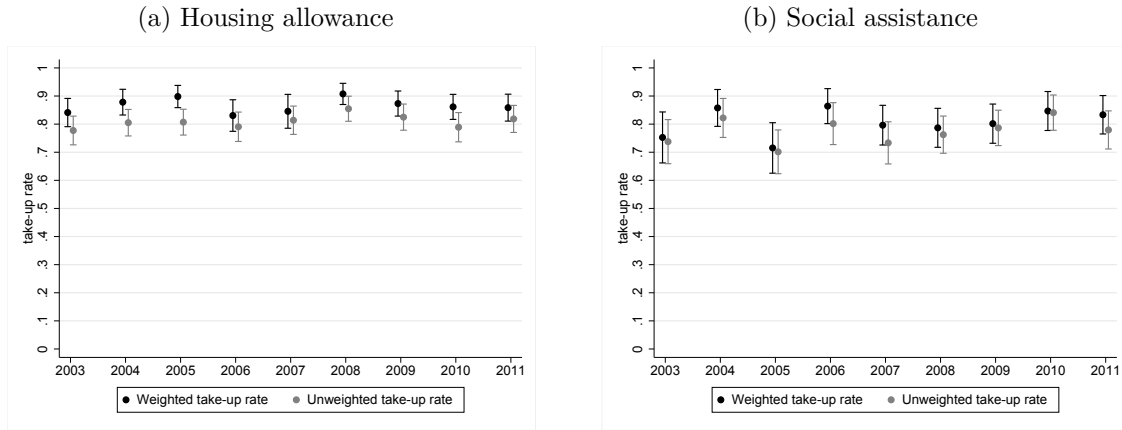 (a) Housing allowance
take-up rate
1
.9
.8
.7
.6
.5
.4
.3
.2
.1
0
2003 2004 2005 2006 2007 2008 2009 2010 2011
Weighted take-up rate Unweighted take-up rate
(b) Social assistance
take-up rate
1
.9
.8
.7
.6
.5
.4
.3
.2
.1
0
2003 2004 2005 2006 2007 2008 2009 2010 2011
Weighted take-up rate Unweighted take-up rate